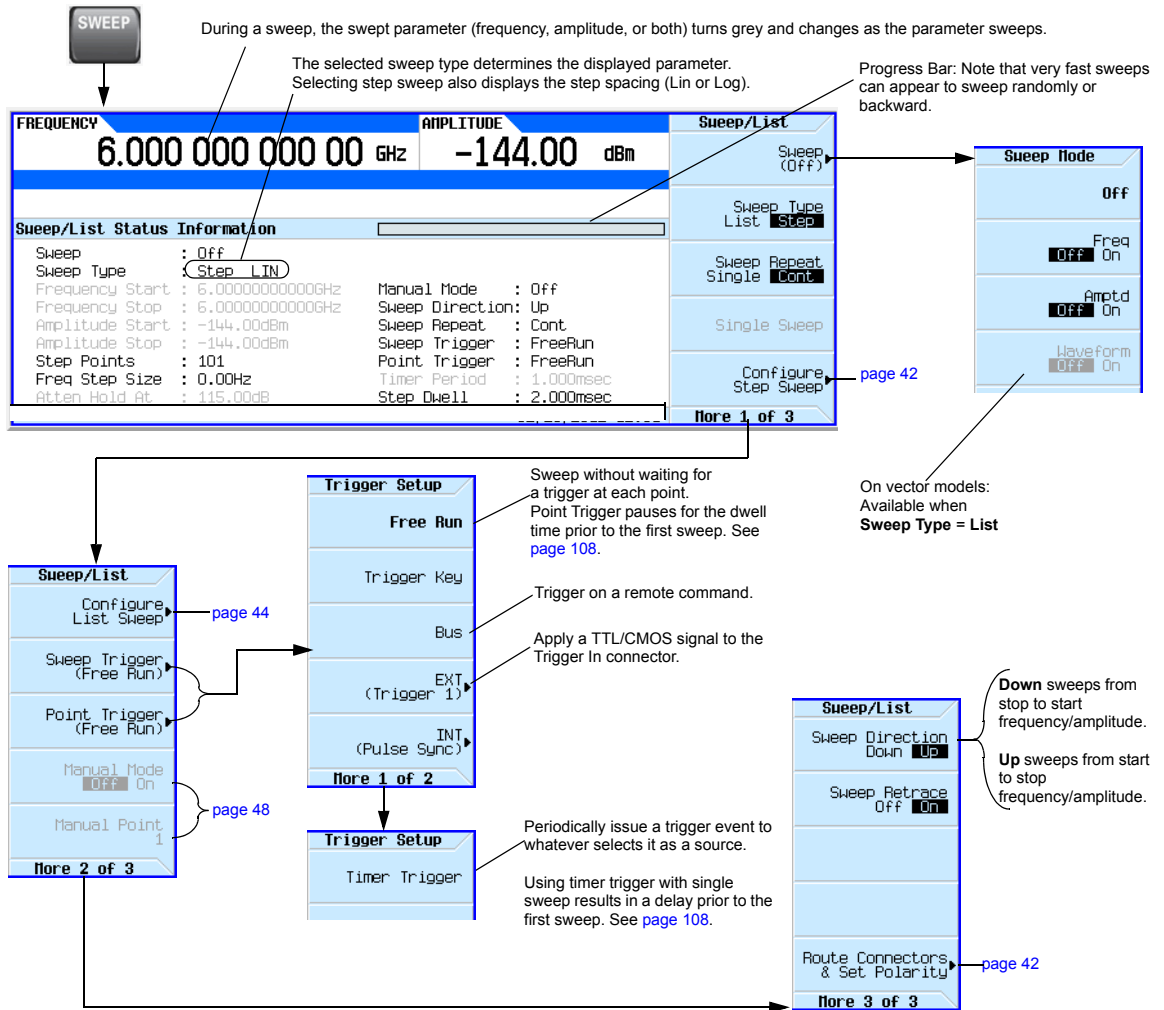 SWEEP
During a sweep, the swept parameter (frequency, amplitude, or both) turns grey and changes as the parameter sweeps.
The selected sweep type determines the displayed parameter.
Selecting step sweep also displays the step spacing (Lin or Log).
Progress Bar: Note that very fast sweeps
can appear to sweep randomly or
backward.
FREQUENCY
6.000 000 000 00 GHz
AMPLITUDE
-144.00 dBm
Sweep/List Status Information
Sweep : Off
Sweep Type : Step LIN
Frequency Start : 6.00000000000GHz
Frequency Stop : 6.00000000000GHz
Amplitude Start : -144.00dBm
Amplitude Stop : -144.00dBm
Step Points : 101
Freq Step Size : 0.00Hz
Atten Hold At : 115.00dB
Manual Mode : Off
Sweep Direction: Up
Sweep Repeat : Cont
Sweep Trigger : FreeRun
Point Trigger : FreeRun
Timer Period : 1.000msec
Step Dwell : 2.000msec
Sweep/List
Sweep
(Off)
Sweep Type
List Step
Sweep Repeat
Single Cont
Single Sweep
Configure
Step Sweep
More 1 of 3
page 42
Sweep Mode
Off
Freq
Off On
Amptd
Off On
Waveform
Off On
On vector models:
Available when
Sweep Type = List
Sweep/List
Configure
List Sweep
Sweep Trigger
(Free Run)
Point Trigger
(Free Run)
Manual Mode
Off On
Manual Point
1
More 2 of 3
page 44
page 48
Trigger Setup
Free Run
Trigger Key
Bus
EXT
(Trigger 1)
INT
(Pulse Sync)
More 1 of 2
Sweep without waiting for
a trigger at each point.
Point Trigger pauses for the dwell
time prior to the first sweep. See
page 108.
Trigger on a remote command.
Apply a TTL/CMOS signal to the
Trigger In connector.
Trigger Setup
Timer Trigger
Periodically issue a trigger event to
whatever selects it as a source.
Using timer trigger with single
sweep results in a delay prior to the
first sweep. See page 108.
Sweep/List
Sweep Direction
Down Up
Sweep Retrace
Off On
Route Connectors
& Set Polarity
More 3 of 3
Down sweeps from
stop to start
frequency/amplitude.
Up sweeps from start
to stop
frequency/amplitude.
page 42